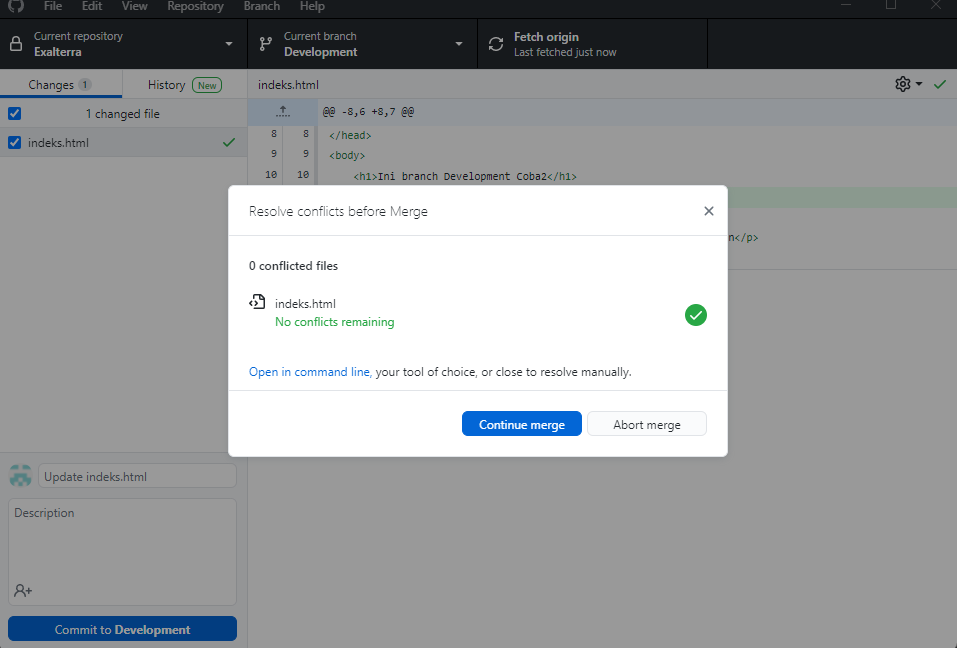 File Edit View Repository Branch Help
Current repository
Exalterra
Current branch
Development
Fetch origin
Last fetched just now
Changes 1
History New
indeks.html
1 changed file
@@ -8,6 +8,7 @@
indeks.html
8 8 </head>
9 9 <body>
10 10 <h1>Ini branch Development Coba2</h1>
n</p>
Resolve conflicts before Merge
0 conflicted files
indeks.html
No conflicts remaining
Open in command line, your tool of choice, or close to resolve manually.
Continue merge
Abort merge
Update indeks.html
Description
Commit to Development